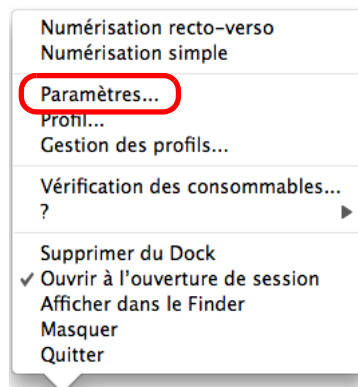 Numérisation recto-verso
Numérisation simple
Paramètres...
Profil...
Gestion des profils...
Vérification des consommables...
?
Supprimer du Dock
✓ Ouvrir à l'ouverture de session
Afficher dans le Finder
Masquer
Quitter